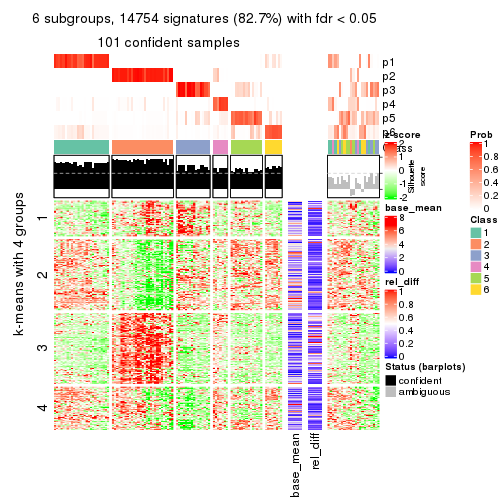 6 subgroups, 14754 signatures (82.7%) with fdr < 0.05
101 confident samples
p1
p2
p3
p4
p5
p6
Class
z-score
2
1
0
-1
-2
Silhouette
score
Prob
1
0.8
0.6
0.4
0.2
0
base_mean
8
6
4
2
0
Class
1
2
3
4
5
6
rel_diff
1
0.8
0.6
0.4
0.2
0
Status (barplots)
confident
ambiguous
k-means with 4 groups
1
2
3
4
base_mean
rel_diff